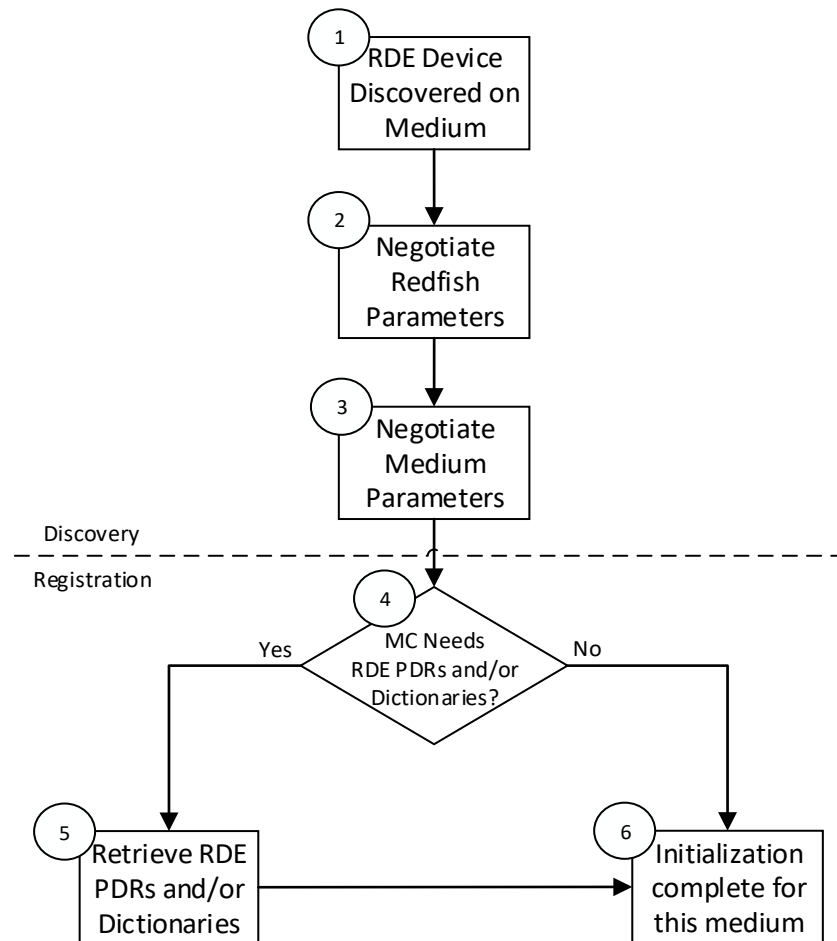 1
RDE Device
Discovered on
Medium
2
Negotiate
Redfish
Parameters
3
Negotiate
Medium
Parameters
Discovery
Registration
4
MC Needs
RDE PDRs and/or
Dictionaries?
Yes
No
5
Retrieve RDE
PDRs and/or
Dictionaries
6
Initialization
complete for
this medium